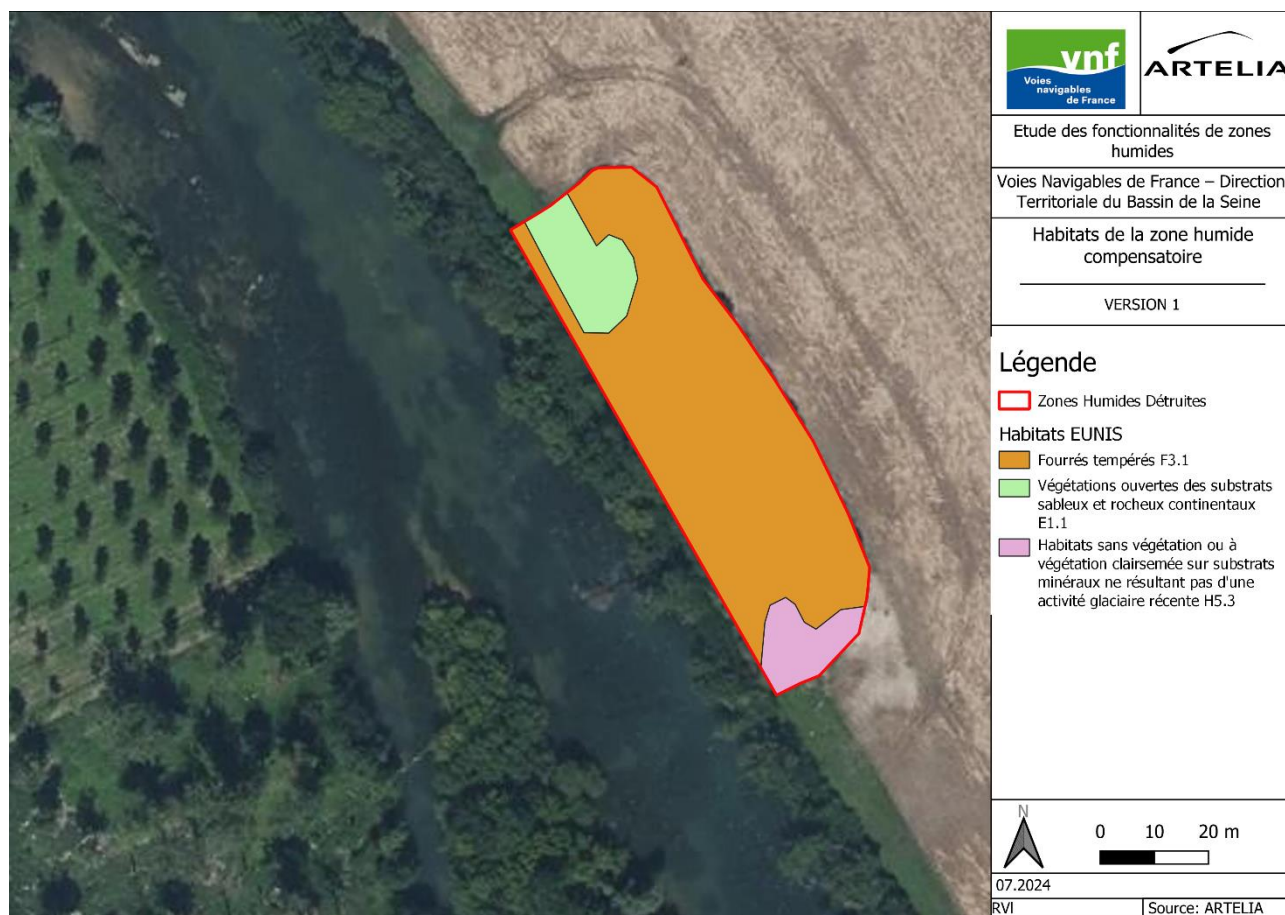 vnf
Voies
navigables
de France
ARTELIA
Etude des fonctionnalités de zones
humides
Voies Navigables de France – Direction
Territoriale du Bassin de la Seine
Habitats de la zone humide
compensatoire
VERSION 1
Légende
Zones Humides Détruites
Habitats EUNIS
Fourrés tempérés F3.1
Végétations ouvertes des substrats
sableux et rocheux continentaux
E1.1
Habitats sans végétation ou à
végétation clairsemée sur substrats
minéraux ne résultant pas d'une
activité glaciaire récente H5.3
N
0 10 20 m
07.2024
RVI Source: ARTELIA